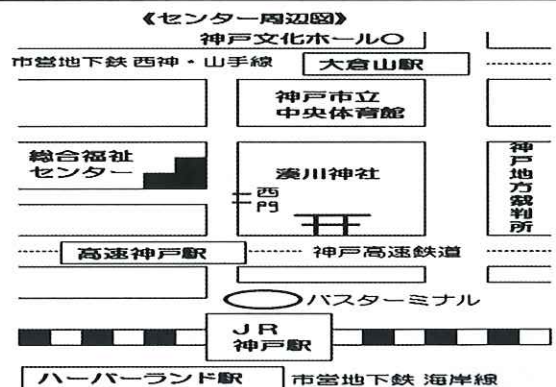 《センター周辺図》
神戸文化ホール○
市営地下鉄 西神・山手線
大倉山駅
神戸市立
中央体育館
総合福祉
センター
湊川神社
西門
神戸地方裁判所
高速神戸駅
神戸高速鉄道
バスターミナル
JR
神戸駅
ハーバーランド駅
市営地下鉄 海岸線